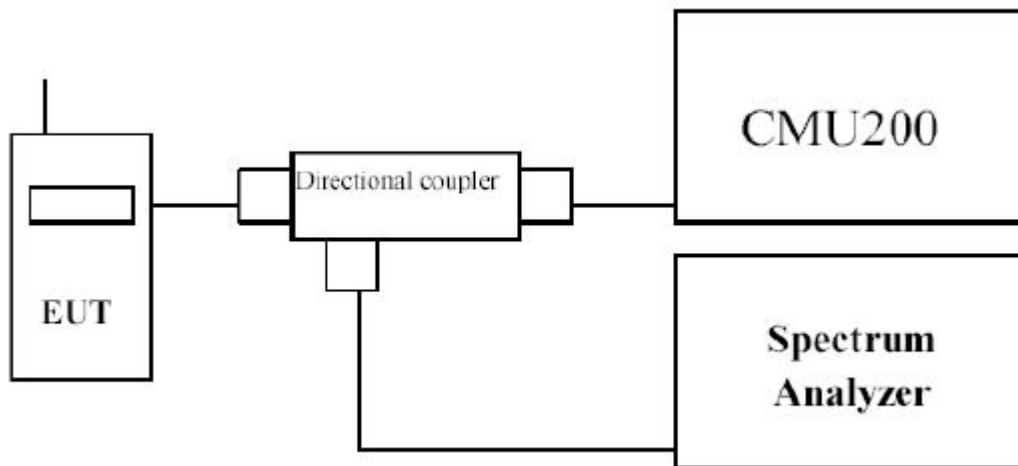 CMU200
Directional coupler
EUT
Spectrum
Analyzer